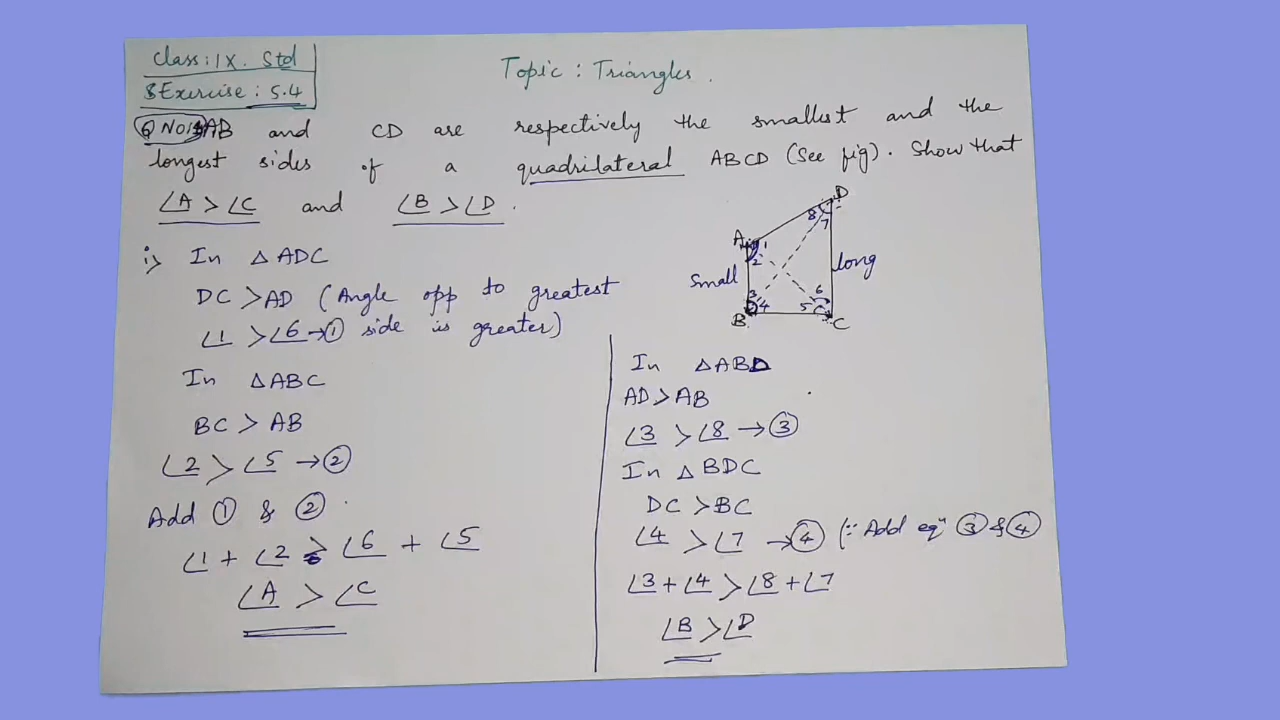 Class: IX. Std
Exercise: 5.4
Topic: Triangles.
Q NO: AB and CD are respectively the smallest and the
longest sides of a quadrilateral ABCD (See fig). Show that
∠A > ∠C and ∠B > ∠D.
i) In △ADC
DC > AD (Angle opp to greatest
∠1 > ∠6 → ① side is greater)
In △ABC
BC > AB
∠2 > ∠5 → ②
Add ① & ②
∠1 + ∠2 > ∠6 + ∠5
∠A > ∠C
D
8
7
A
1
2
small
long
3
6
4
5
B
C
In △ABD
AD > AB
∠3 > ∠8 → ③
In △BDC
DC > BC
∠4 > ∠7 → ④ (∵ Add eqⁿ ③ & ④
∠3 + ∠4 > ∠8 + ∠7
∠B > ∠D